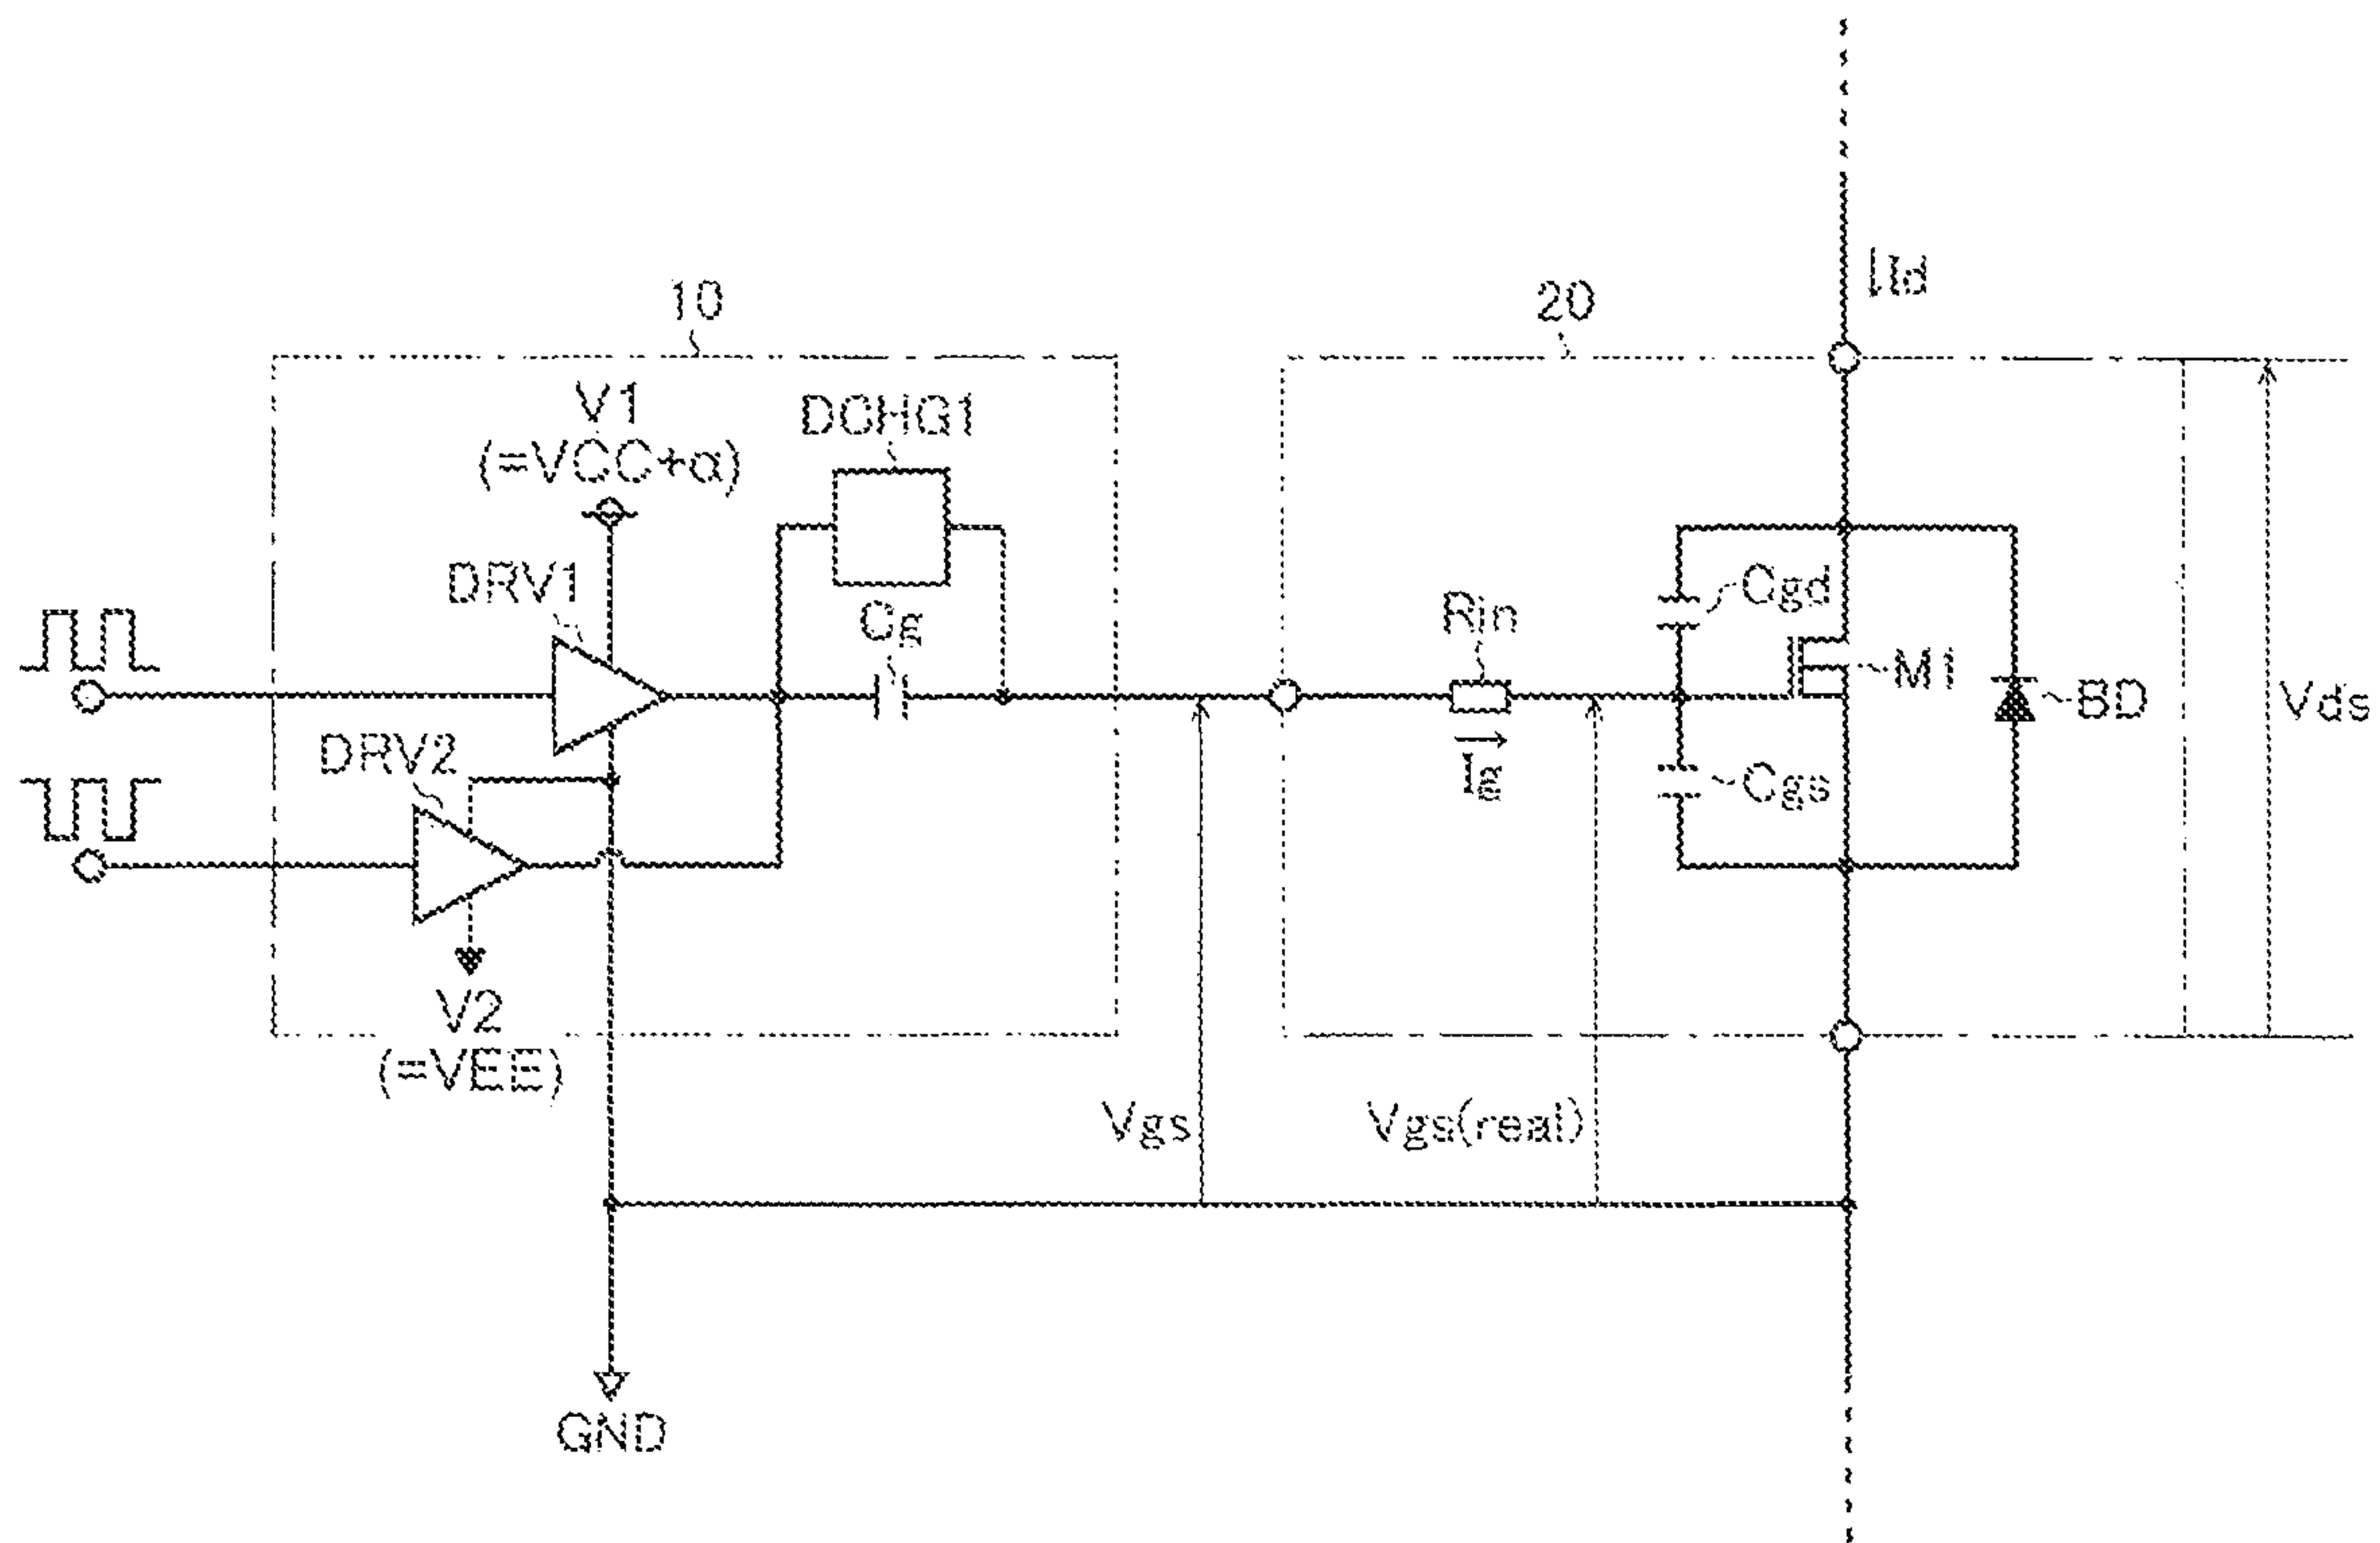 10
20
Id
V1
(=VCC+α)
DCHG1
DRV1
Cg
Rin
Cgd
M1
BD
Vds
DRV2
Ig
Cgs
V2
(=VEE)
Vgs
Vgs(real)
GND